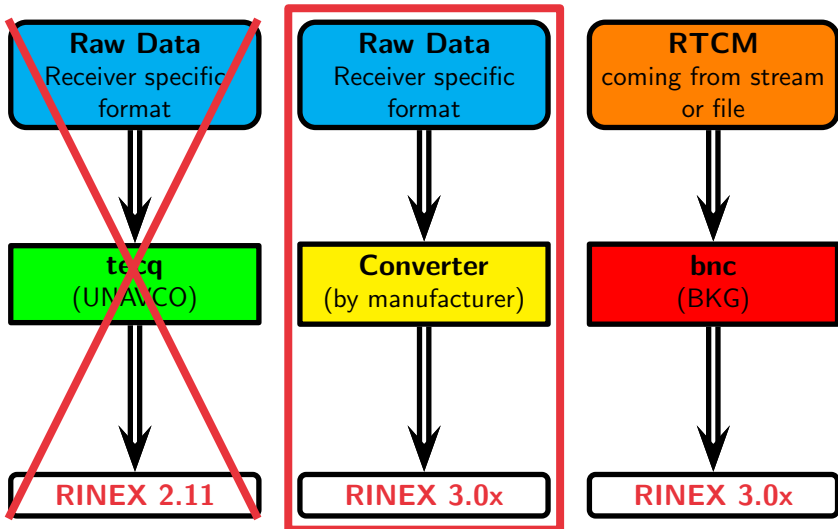 Raw Data
Receiver specific
format
tecq
(UNAVCO)
RINEX 2.11
Raw Data
Receiver specific
format
Converter
(by manufacturer)
RINEX 3.0x
RTCM
coming from stream
or file
bnc
(BKG)
RINEX 3.0x